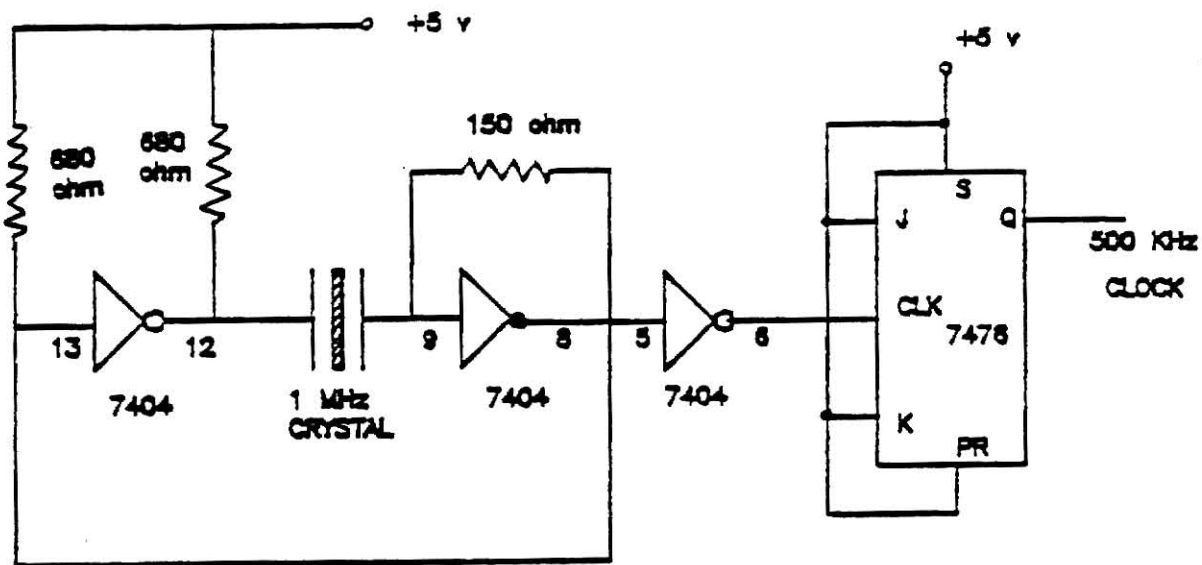 +5 v
+5 v
150 ohm
680
ohm
680
ohm
S
J
Q
500 KHz
CLOCK
CLK
7476
13
12
9
8
5
6
7404
1 MHz
CRYSTAL
7404
7404
K
PR